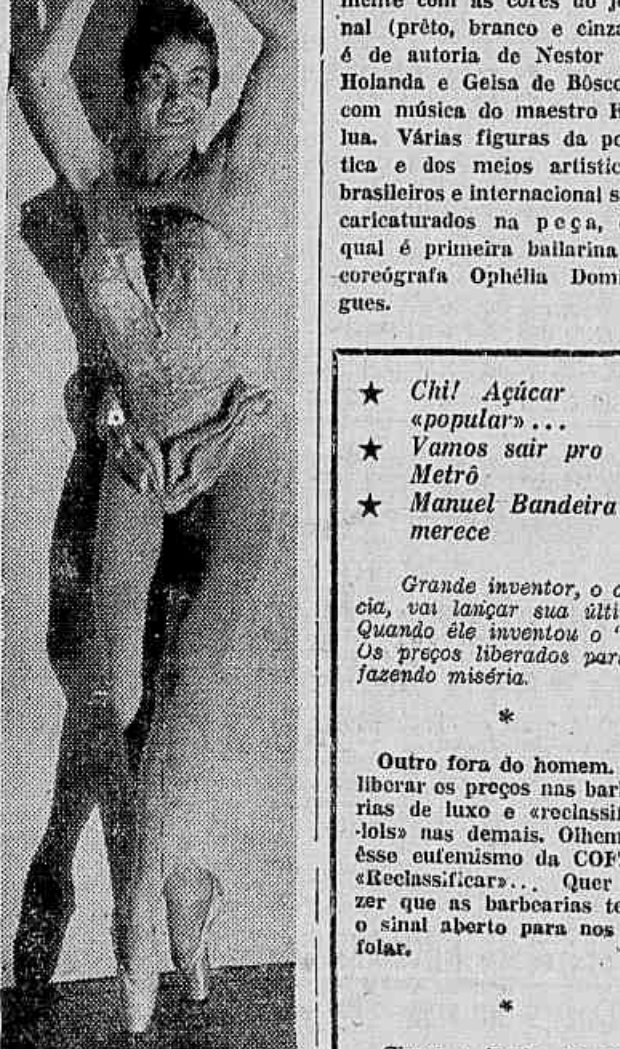 mente com as cores do
nal (prêto, branco e cinza
é de autoria de Nestor
Holanda e Geisa de Bôsco
com música do maestro
lua. Várias figuras da po
tica e dos meios artístic
brasileiros e internacional s
caricaturados na peça,
qual é primeira bailarina
coreógrafa Ophélia Dom
gues.
★ Chi! Açúcar
«popular»...
★ Vamos sair pro
Metrô
★ Manuel Bandeira
merece
Grande inventor, o
cia, vai lançar sua últi
Quando êle inventou o
Os preços liberados par
fazendo miséria.
*
Outro fora do homem.
liberar os preços nas bar
rias de luxo e «reclassif
-lols» nas demais. Olhem
êsse eufemismo da COF
«Reclassificar»... Quer
zer que as barbearias te
o sinal aberto para nos
folar.
*